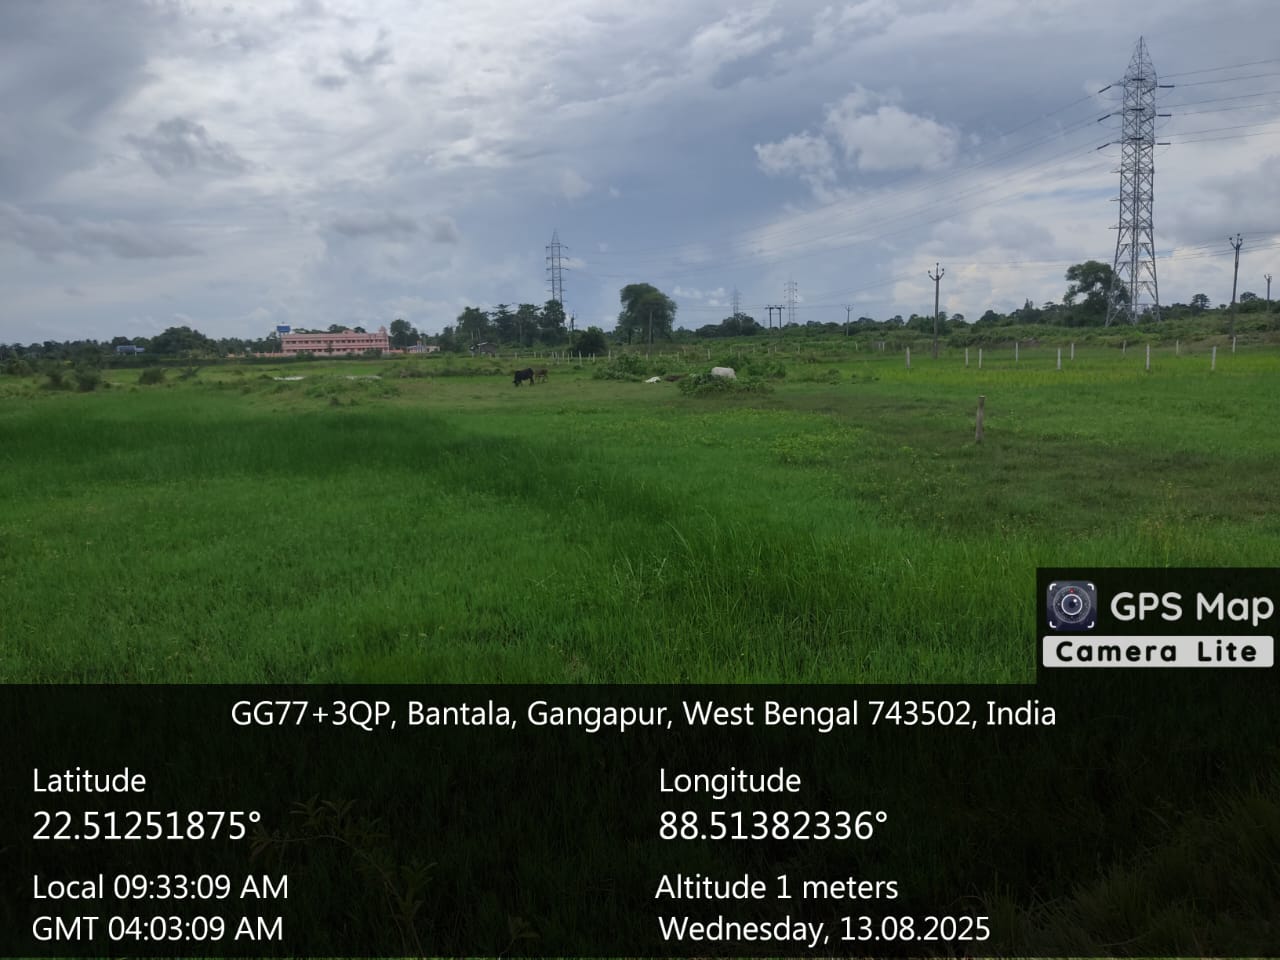 GPS Map
Camera Lite
GG77+3QP, Bantala, Gangapur, West Bengal 743502, India
Latitude
22.51251875°
Longitude
88.51382336°
Local 09:33:09 AM
GMT 04:03:09 AM
Altitude 1 meters
Wednesday, 13.08.2025